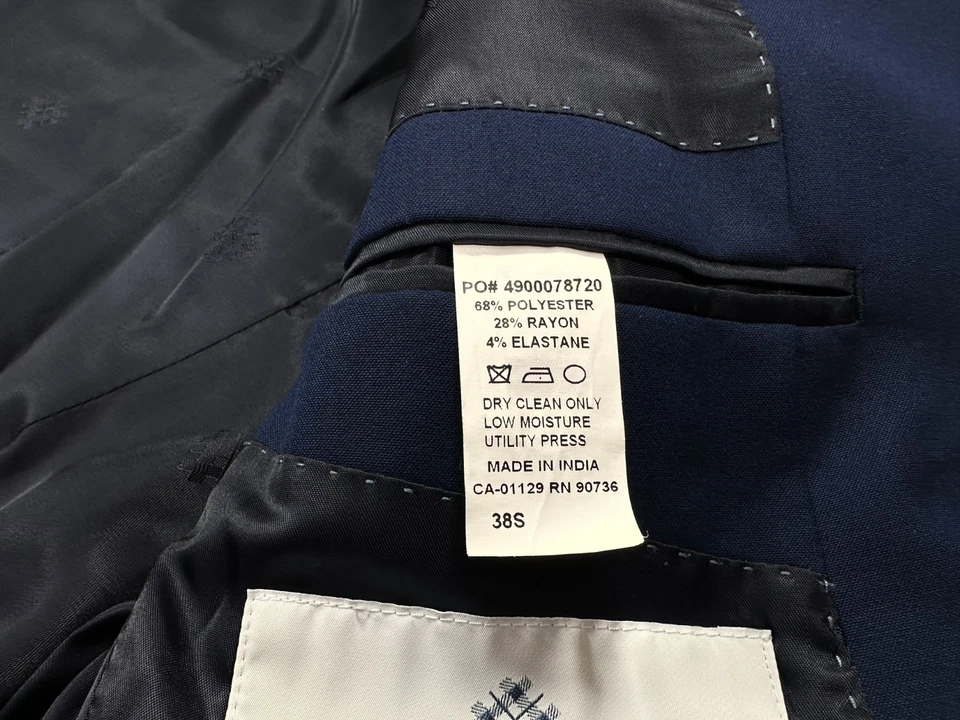 PO# 4900078720
68% POLYESTER
28% RAYON
4% ELASTANE
DRY CLEAN ONLY
LOW MOISTURE
UTILITY PRESS
MADE IN INDIA
CA-01129 RN 90736
38S